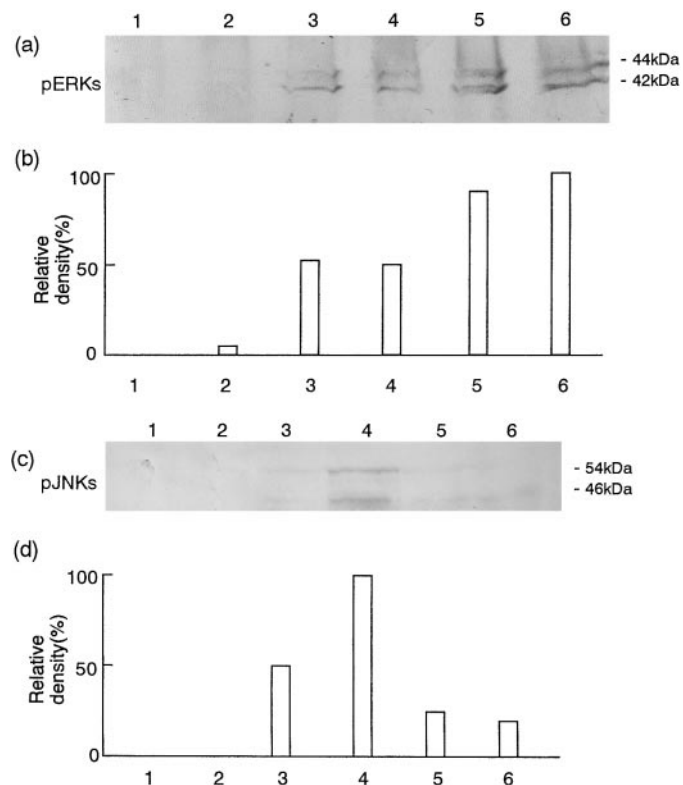 1 2 3 4 5 6
(a)
pERKs
- 44kDa
- 42kDa
(b)
Relative
density(%)
100
50
0
1 2 3 4 5 6
1 2 3 4 5 6
(c)
pJNKs
- 54kDa
- 46kDa
(d)
Relative
density(%)
100
50
0
1 2 3 4 5 6